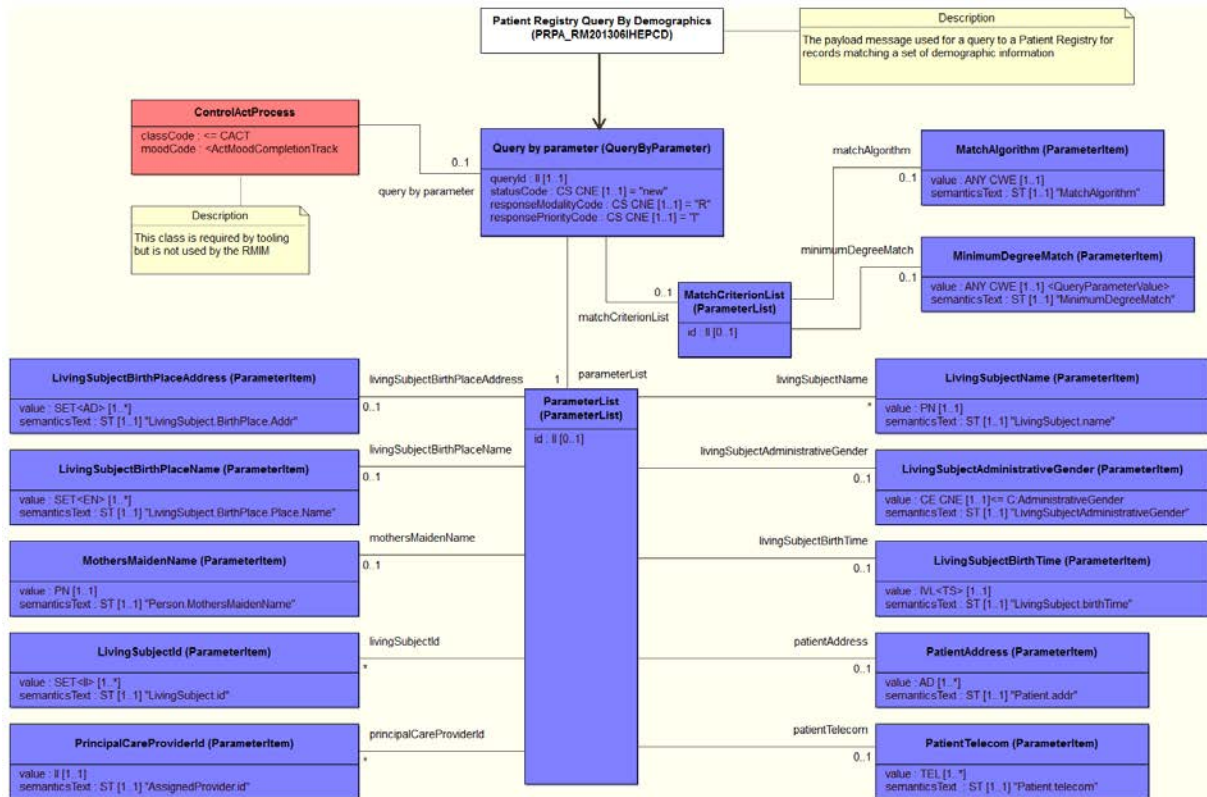 Patient Registry Query By Demographics
(PRPA_RM201306IHEPCD)
Description
The payload message used for a query to a Patient Registry for
records matching a set of demographic information
ControlActProcess
classCode : <= CACT
moodCode : <ActMoodCompletionTrack
0..1
query by parameter
Description
This class is required by tooling
but is not used by the RMIM
Query by parameter (QueryByParameter)
queryId : II [1..1]
statusCode : CS CNE [1..1] = "new"
responseModalityCode : CS CNE [1..1] = "R"
responsePriorityCode : CS CNE [1..1] = "I"
matchAlgorithm
0..1
MatchAlgorithm (ParameterItem)
value : ANY CWE [1..1]
semanticsText : ST [1..1] "MatchAlgorithm"
minimumDegreeMatch
0..1
MinimumDegreeMatch (ParameterItem)
value : ANY CWE [1..1] <QueryParameterValue>
semanticsText : ST [1..1] "MinimumDegreeMatch"
0..1
matchCriterionList
MatchCriterionList
(ParameterList)
id : II [0..1]
1
parameterList
ParameterList
(ParameterList)
id : II [0..1]
LivingSubjectBirthPlaceAddress (ParameterItem)
value : SET<AD> [1..*]
semanticsText : ST [1..1] "LivingSubject.BirthPlace.Addr"
livingSubjectBirthPlaceAddress
0..1
livingSubjectName
*
LivingSubjectName (ParameterItem)
value : PN [1..1]
semanticsText : ST [1..1] "LivingSubject.name"
LivingSubjectBirthPlaceName (ParameterItem)
value : SET<EN> [1..*]
semanticsText : ST [1..1] "LivingSubject.BirthPlace.Place.Name"
livingSubjectBirthPlaceName
0..1
livingSubjectAdministrativeGender
0..1
LivingSubjectAdministrativeGender (ParameterItem)
value : CE CNE [1..1]<= C:AdministrativeGender
semanticsText : ST [1..1] "LivingSubjectAdministrativeGender"
MothersMaidenName (ParameterItem)
value : PN [1..1]
semanticsText : ST [1..1] "Person.MothersMaidenName"
mothersMaidenName
0..1
livingSubjectBirthTime
0..1
LivingSubjectBirthTime (ParameterItem)
value : IVL<TS> [1..1]
semanticsText : ST [1..1] "LivingSubject.birthTime"
LivingSubjectId (ParameterItem)
value : SET<II> [1..*]
semanticsText : ST [1..1] "LivingSubject.id"
livingSubjectId
*
patientAddress
0..1
PatientAddress (ParameterItem)
value : AD [1..*]
semanticsText : ST [1..1] "Patient.addr"
PrincipalCareProviderId (ParameterItem)
value : II [1..1]
semanticsText : ST [1..1] "AssignedProvider.id"
principalCareProviderId
*
patientTelecom
0..1
PatientTelecom (ParameterItem)
value : TEL [1..*]
semanticsText : ST [1..1] "Patient.telecom"